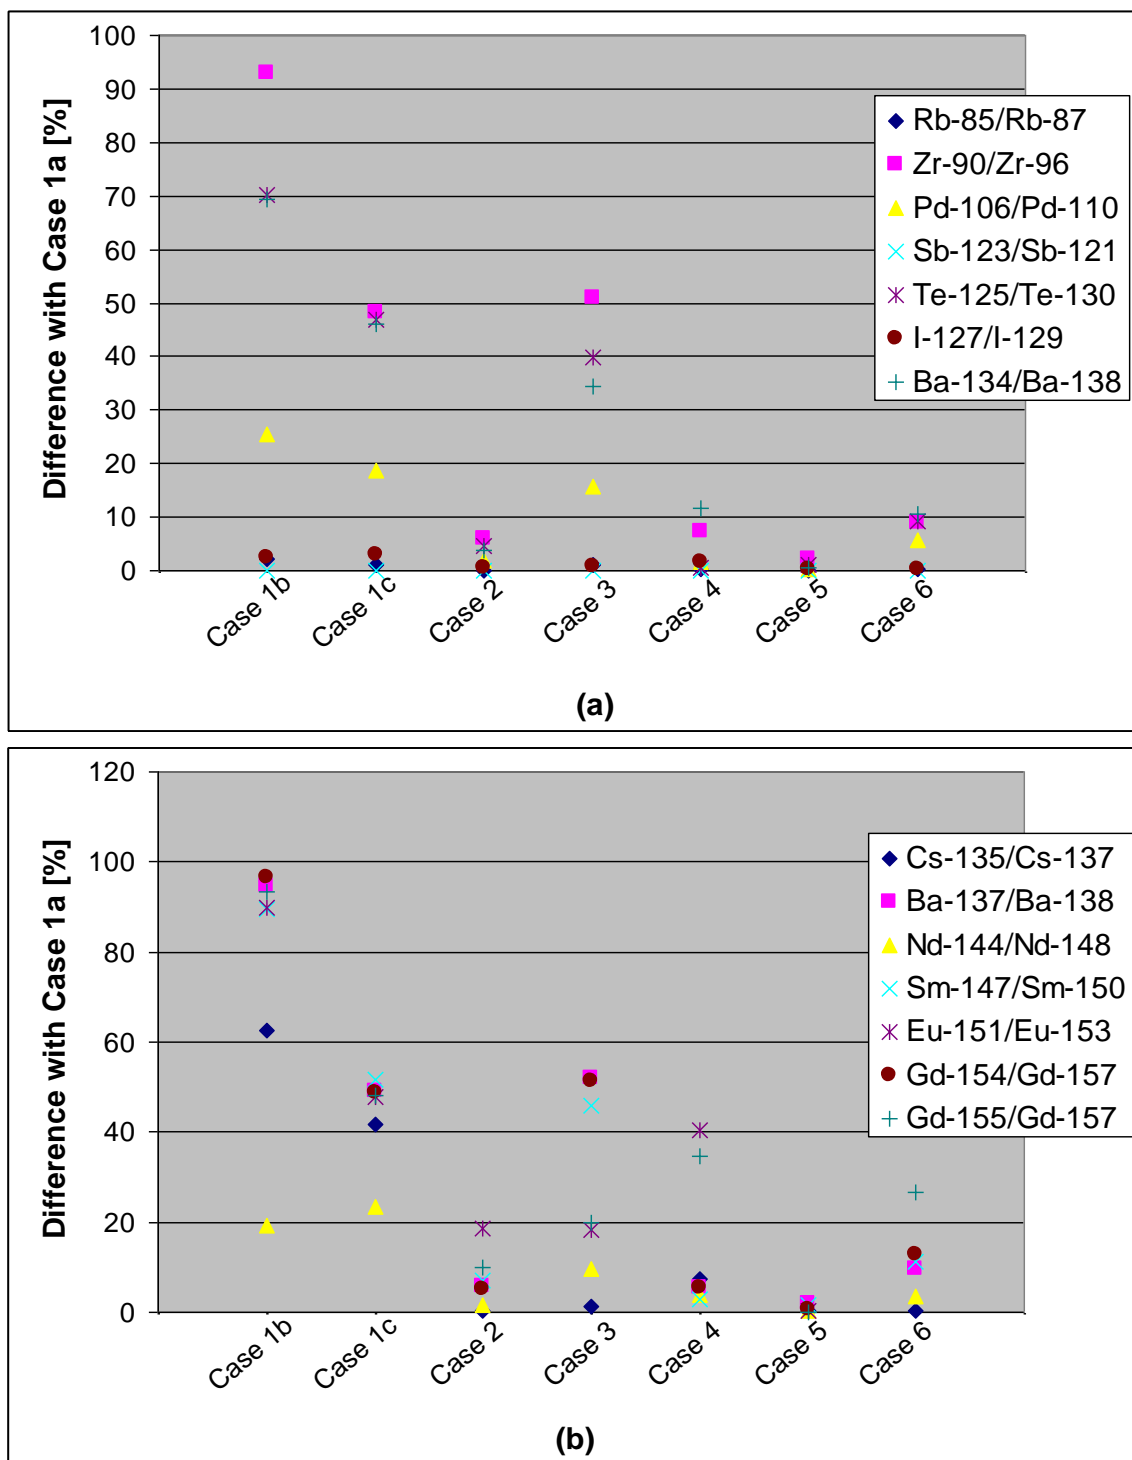 Difference with Case 1a [%]
100
90
80
70
60
50
40
30
20
10
0
Case 1b
Case 1c
Case 2
Case 3
Case 4
Case 5
Case 6
Rb-85/Rb-87
Zr-90/Zr-96
Pd-106/Pd-110
Sb-123/Sb-121
Te-125/Te-130
I-127/I-129
Ba-134/Ba-138
(a)
Difference with Case 1a [%]
120
100
80
60
40
20
0
Case 1b
Case 1c
Case 2
Case 3
Case 4
Case 5
Case 6
Cs-135/Cs-137
Ba-137/Ba-138
Nd-144/Nd-148
Sm-147/Sm-150
Eu-151/Eu-153
Gd-154/Gd-157
Gd-155/Gd-157
(b)